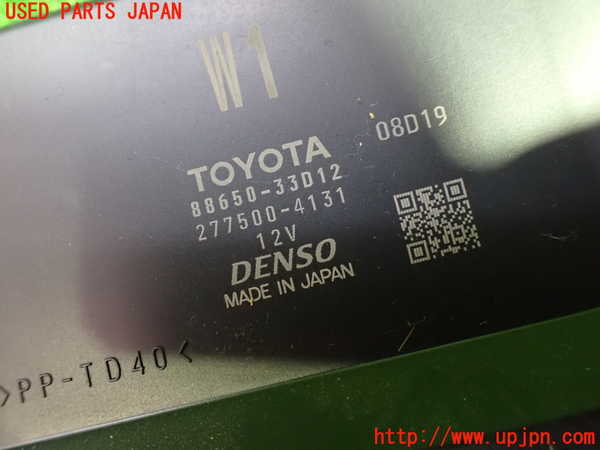 USED PARTS JAPAN
W1
08D19
TOYOTA
88650-33D12
277500-4131
12V
DENSO
MADE IN JAPAN
>PP-TD40<
http://www.upjpn.com